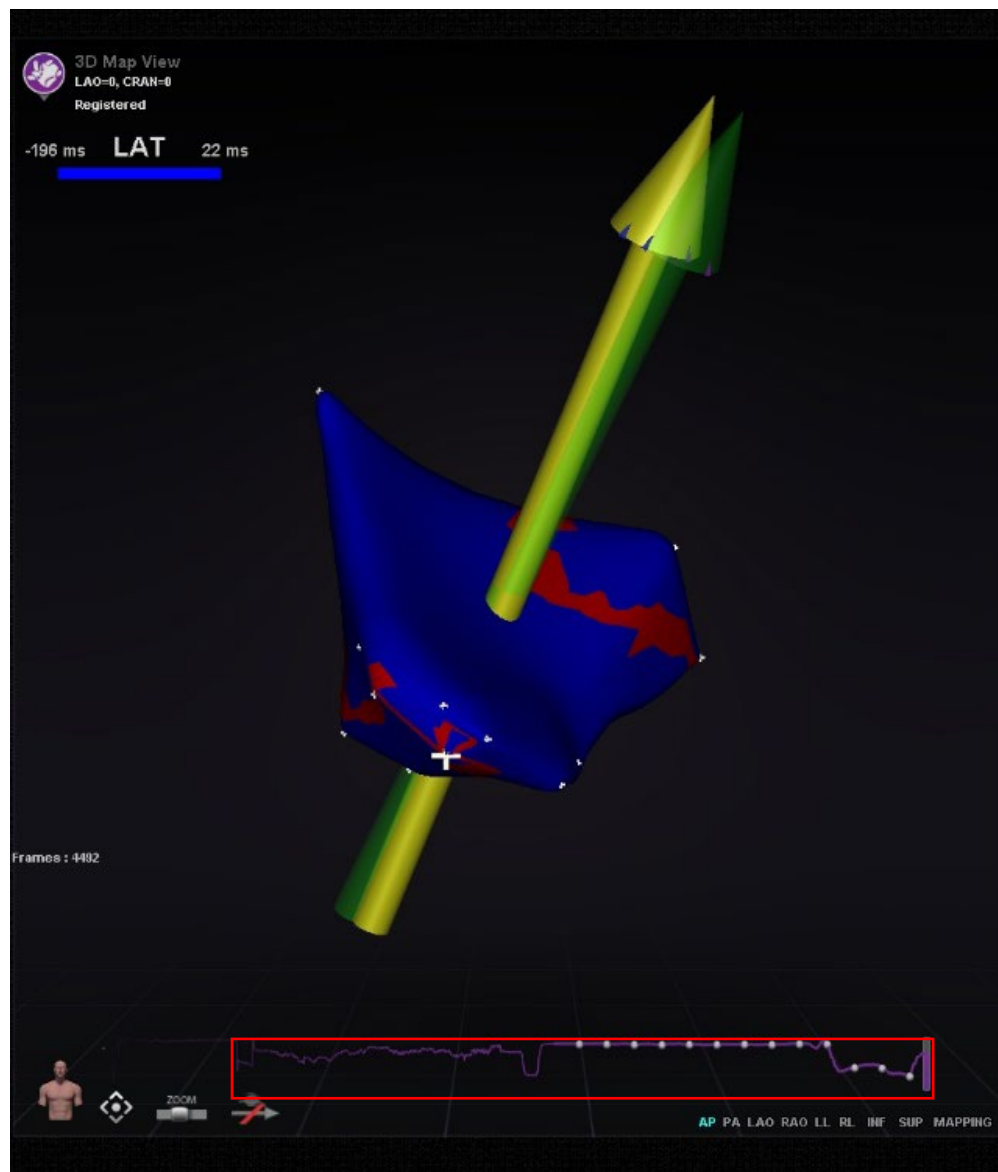 3D Map View
LAO=0, CRAN=0
Registered
-196 ms LAT 22 ms
Frames : 4492
ZOOM
AP PA LAO RAO LL RL INF SUP MAPPING